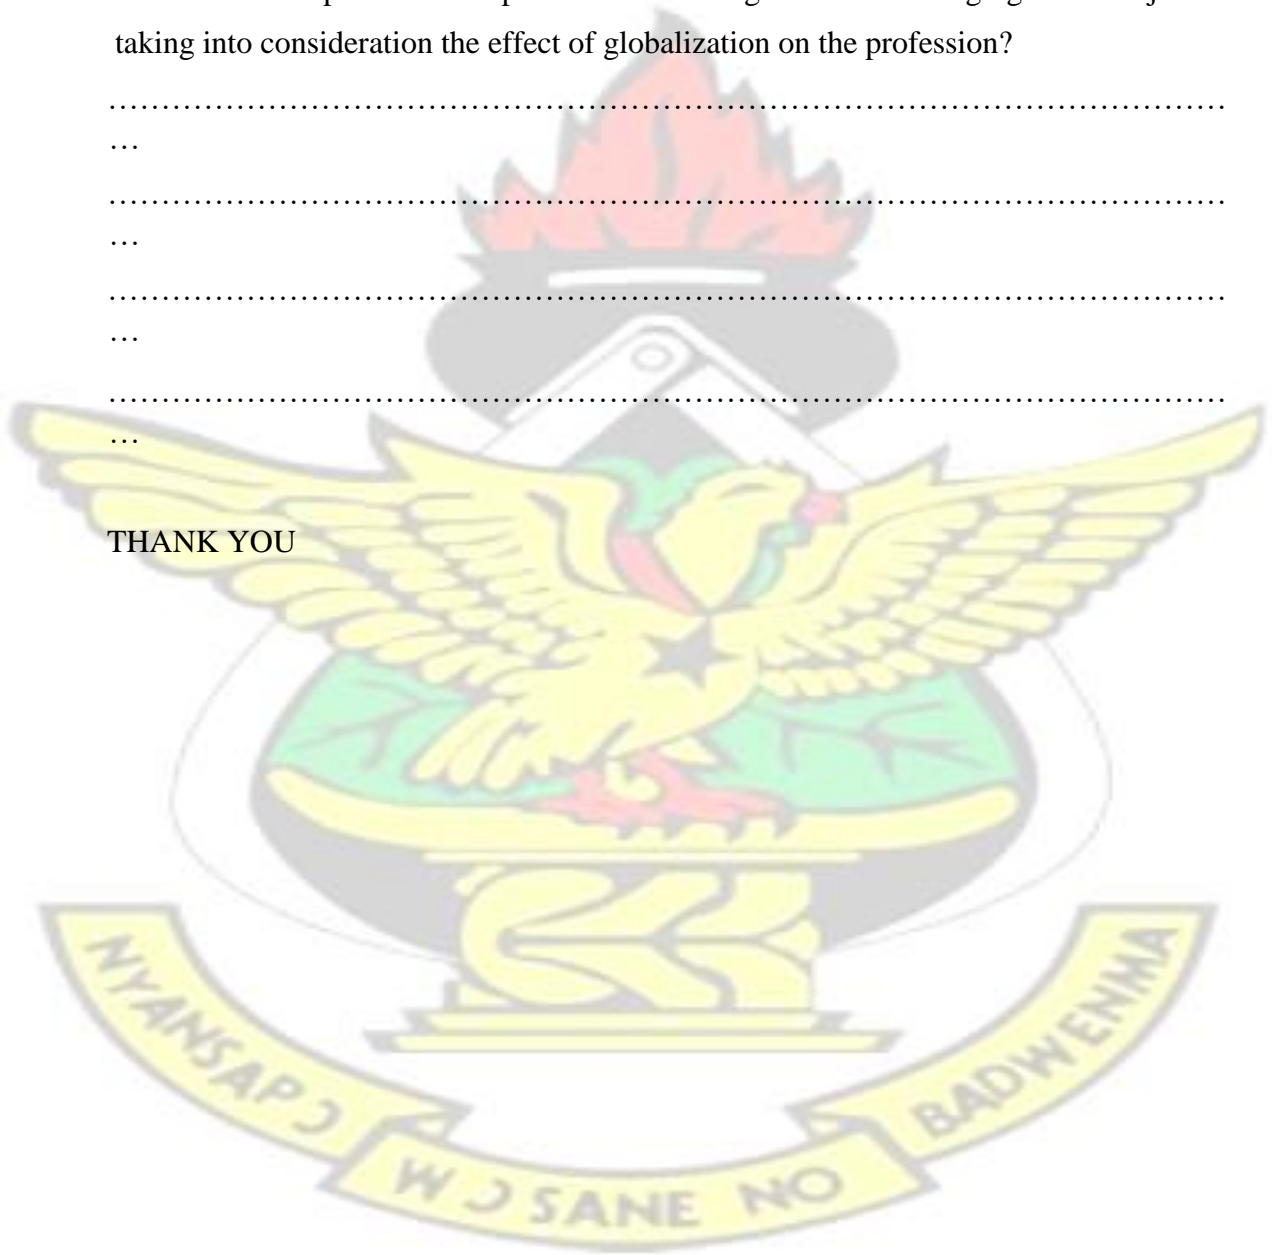 taking into consideration the effect of globalization on the profession?
……………………………………………………………………………………………
…
……………………………………………………………………………………………
…
……………………………………………………………………………………………
…
……………………………………………………………………………………………
…
THANK YOU
NYANSAPƆ
WƆSANE NO
BADWENMA